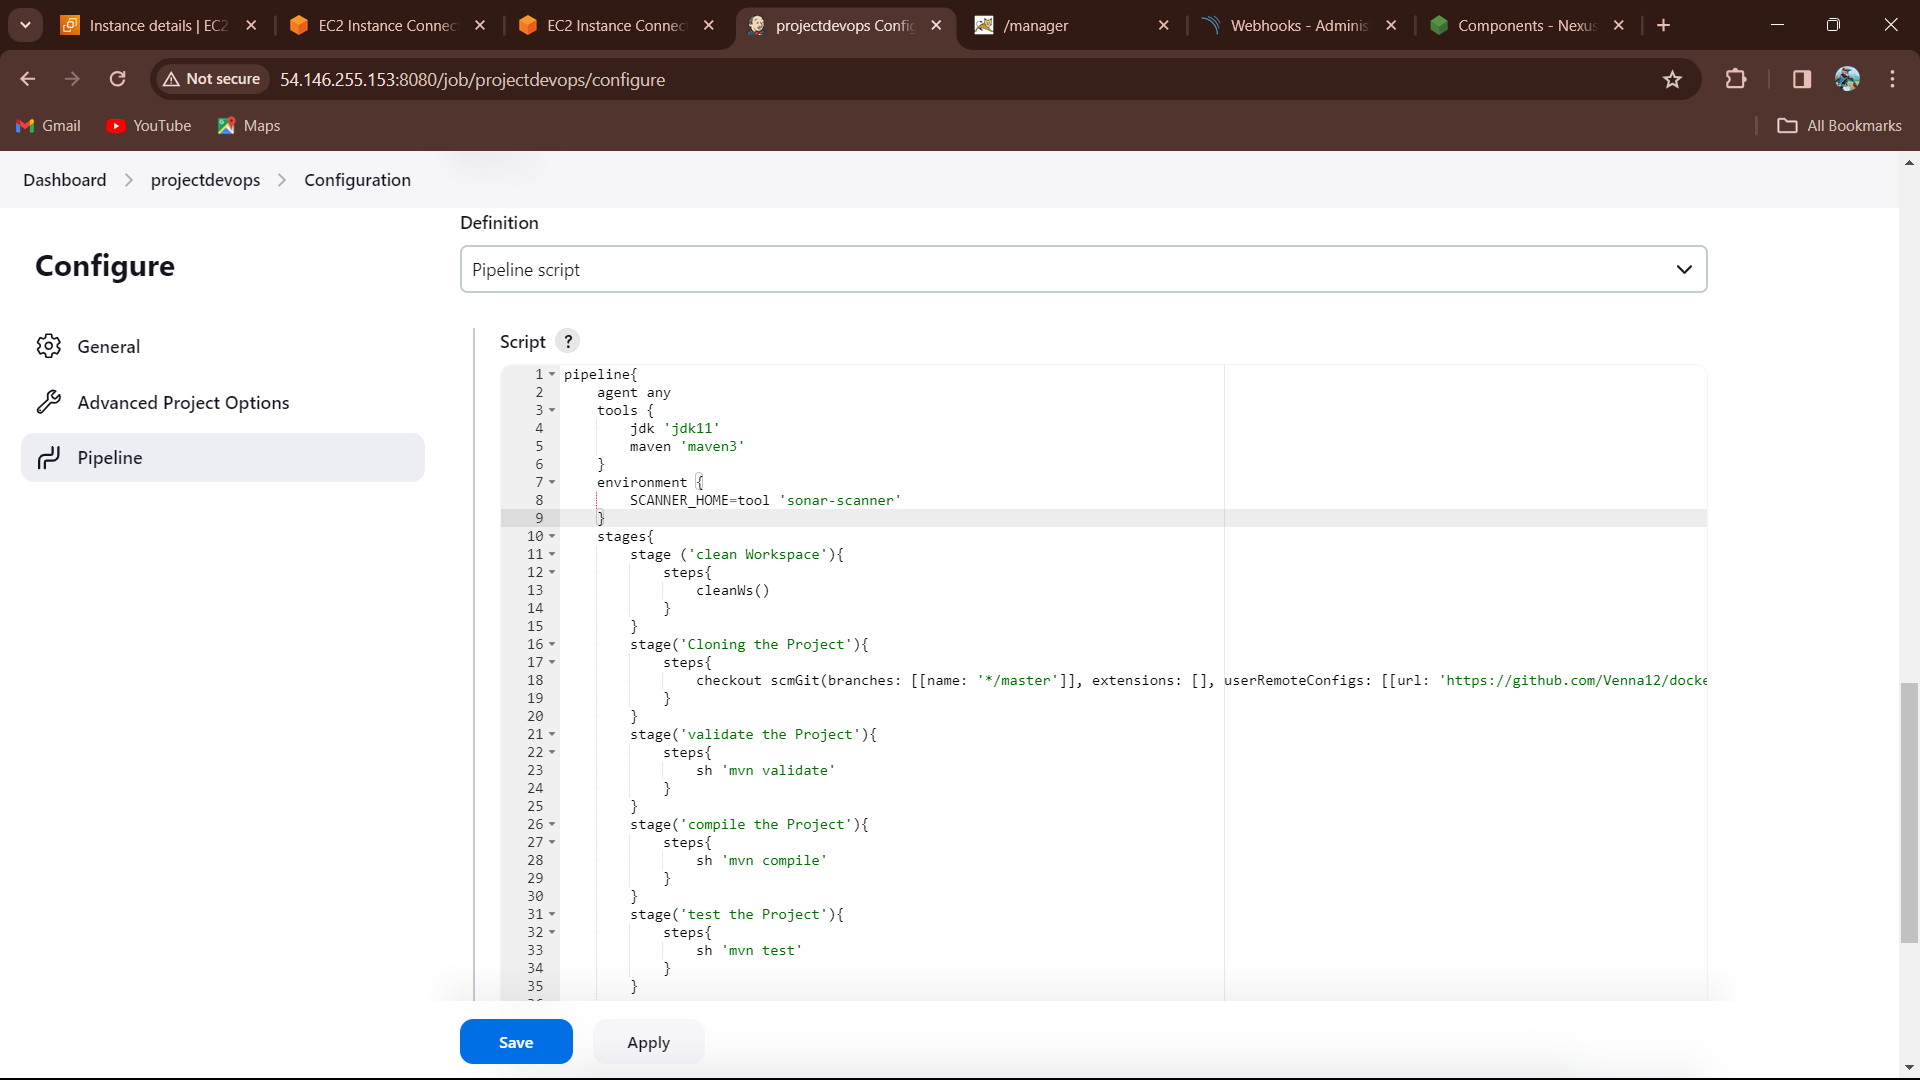 Instance details | EC2
EC2 Instance Connec
EC2 Instance Connec
projectdevops Config
/manager
Webhooks - Adminis
Components - Nexus
Not secure
54.146.255.153:8080/job/projectdevops/configure
Gmail
YouTube
Maps
All Bookmarks
Dashboard
projectdevops
Configuration
Configure
General
Advanced Project Options
Pipeline
Definition
Pipeline script
Script ?
1 pipeline{
2 agent any
3 tools {
4 jdk 'jdk11'
5 maven 'maven3'
6 }
7 environment {
8 SCANNER_HOME=tool 'sonar-scanner'
9 }
10 stages{
11 stage ('clean Workspace'){
12 steps{
13 cleanWs()
14 }
15 }
16 stage('Cloning the Project'){
17 steps{
18 checkout scmGit(branches: [[name: '*/master']], extensions: [], userRemoteConfigs: [[url: 'https://github.com/Venna12/docke
19 }
20 }
21 stage('validate the Project'){
22 steps{
23 sh 'mvn validate'
24 }
25 }
26 stage('compile the Project'){
27 steps{
28 sh 'mvn compile'
29 }
30 }
31 stage('test the Project'){
32 steps{
33 sh 'mvn test'
34 }
35 }
Save
Apply